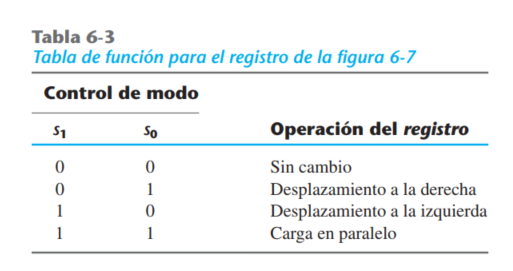 Tabla 6-3
Tabla de función para el registro de la figura 6-7
Control de modo
s1 s0 Operación del registro
0 0 Sin cambio
0 1 Desplazamiento a la derecha
1 0 Desplazamiento a la izquierda
1 1 Carga en paralelo